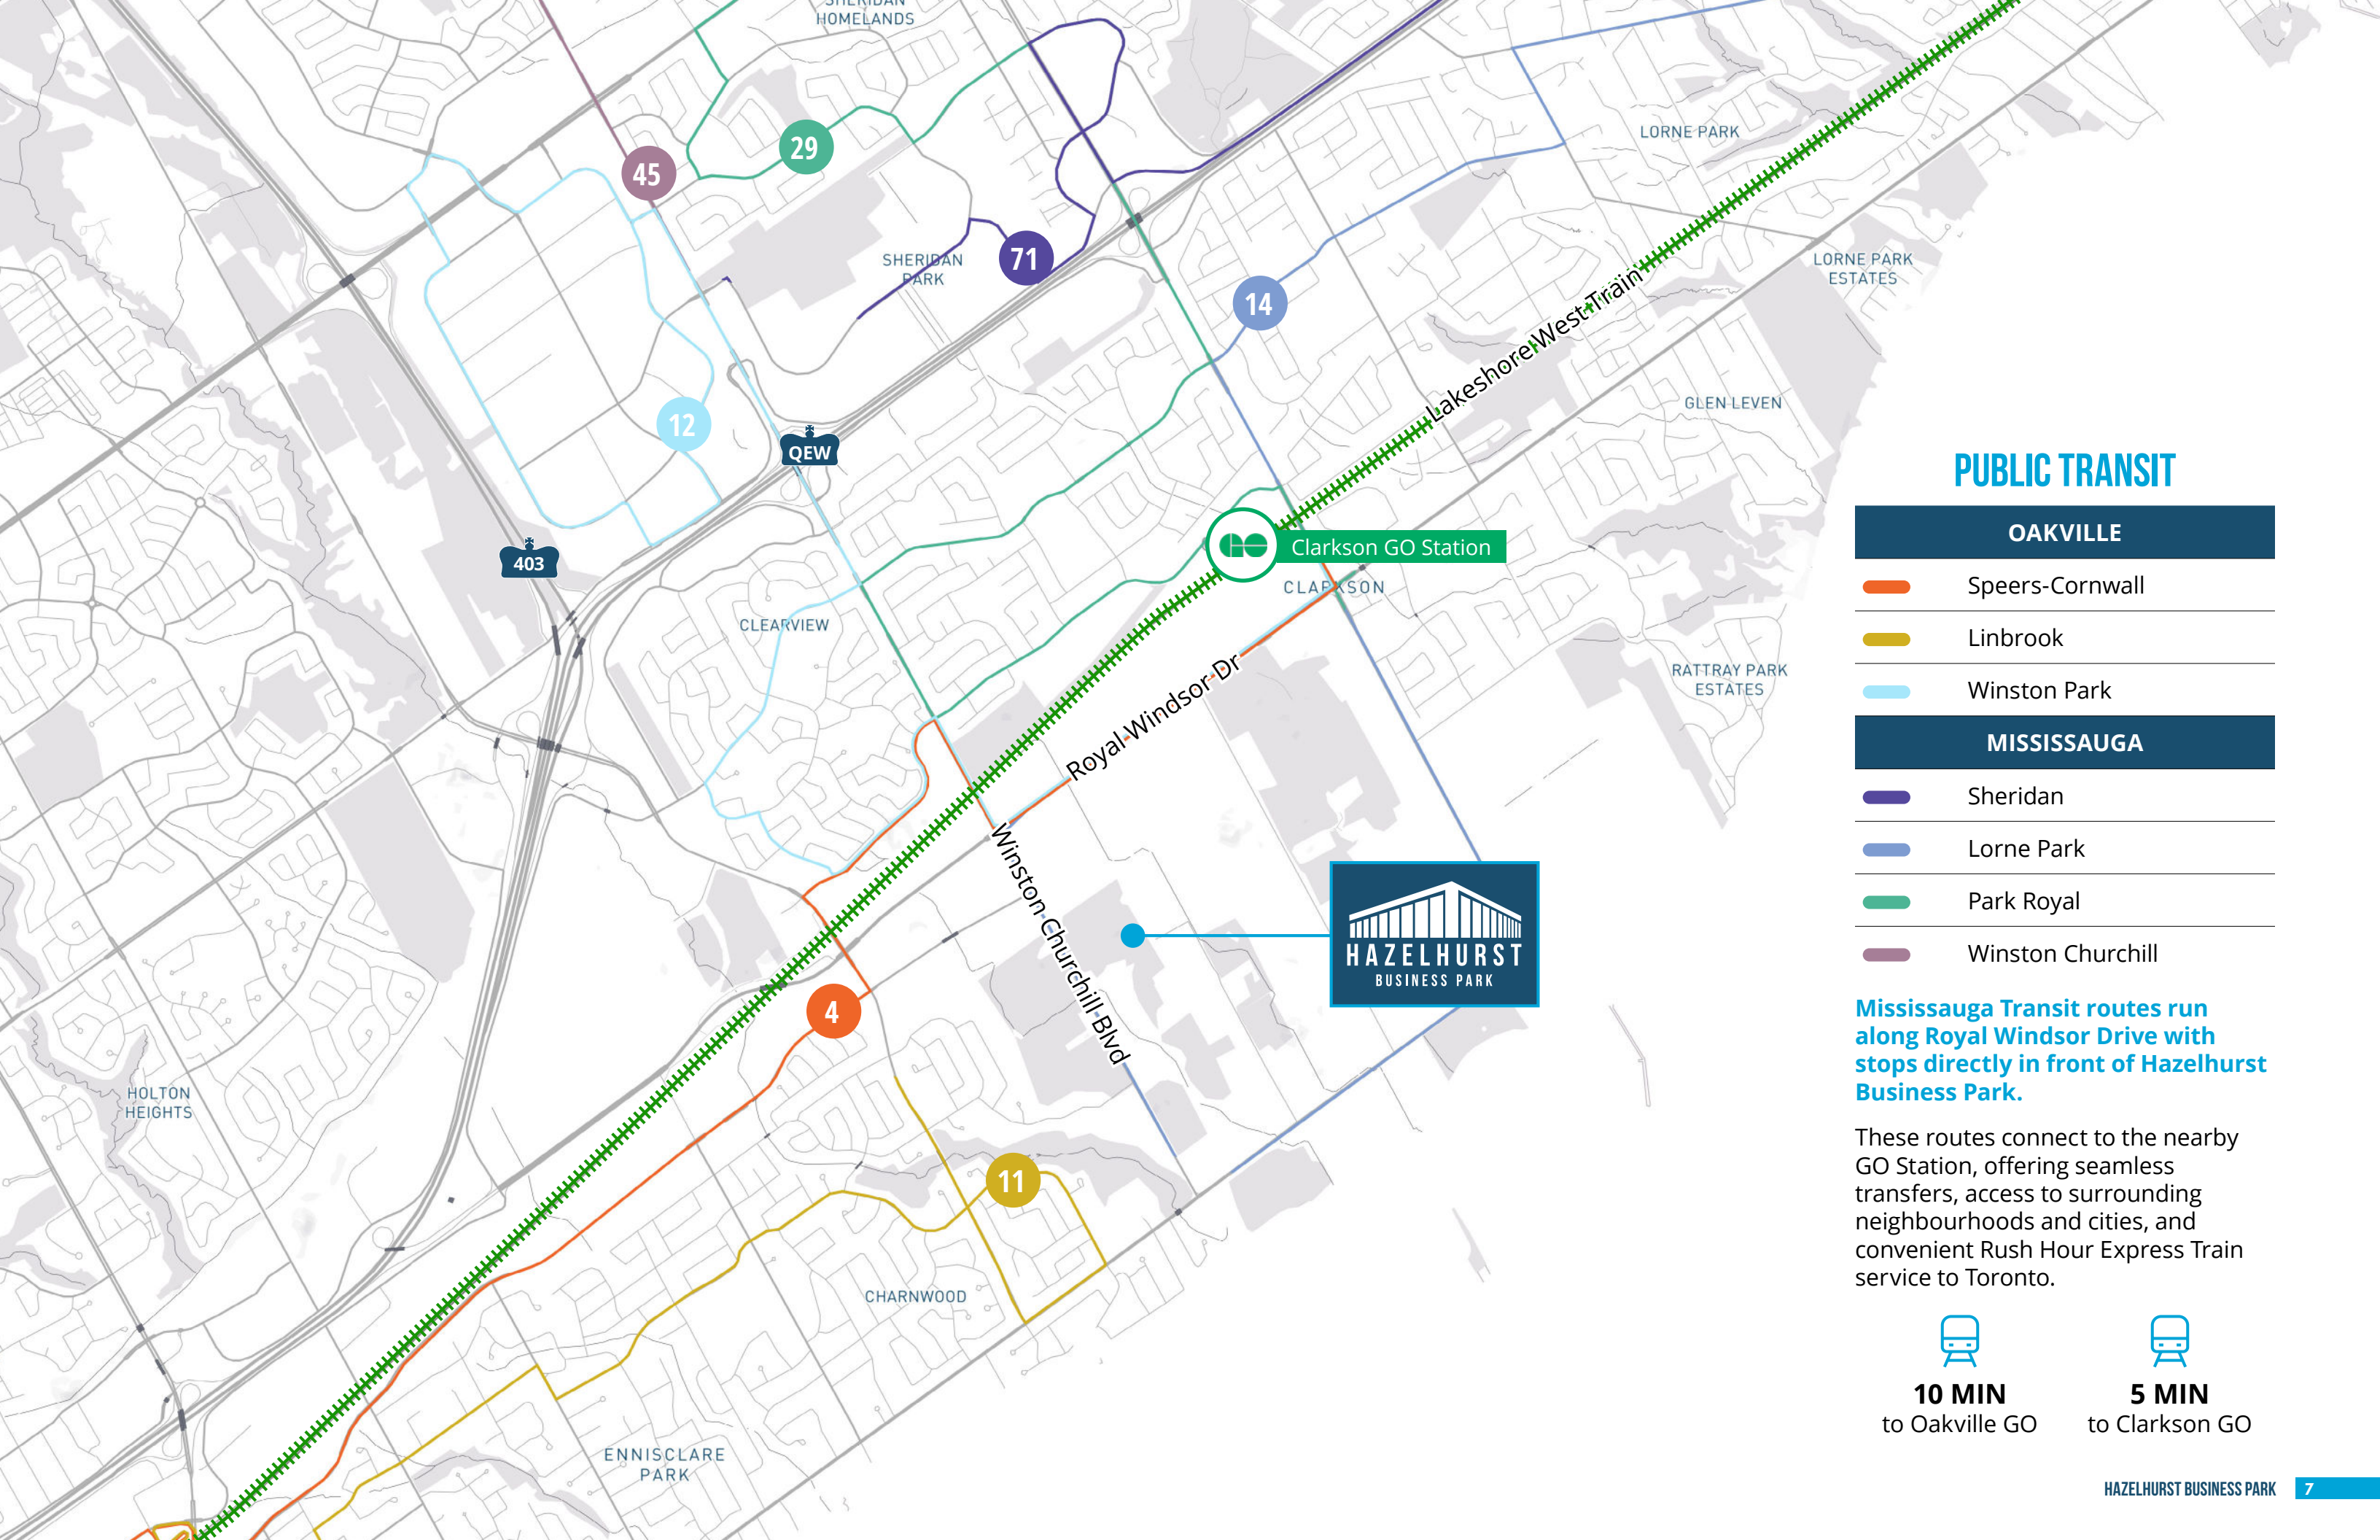 SHERIDAN
HOMELANDS
LORNE PARK
29
45
SHERIDAN
PARK
71
LORNE PARK
ESTATES
14
Lakeshore West Train
GLEN LEVEN
12
QEW
403
Clarkson GO Station
CLARKSON
CLEARVIEW
RATTRAY PARK
ESTATES
Royal Windsor Dr
Winston Churchill Blvd
HAZELHURST
BUSINESS PARK
4
HOLTON
HEIGHTS
11
CHARNWOOD
ENNISCLARE
PARK
PUBLIC TRANSIT
OAKVILLE
Speers-Cornwall
Linbrook
Winston Park
MISSISSAUGA
Sheridan
Lorne Park
Park Royal
Winston Churchill
Mississauga Transit routes run
along Royal Windsor Drive with
stops directly in front of Hazelhurst
Business Park.
These routes connect to the nearby
GO Station, offering seamless
transfers, access to surrounding
neighbourhoods and cities, and
convenient Rush Hour Express Train
service to Toronto.
10 MIN
to Oakville GO
5 MIN
to Clarkson GO
HAZELHURST BUSINESS PARK 7